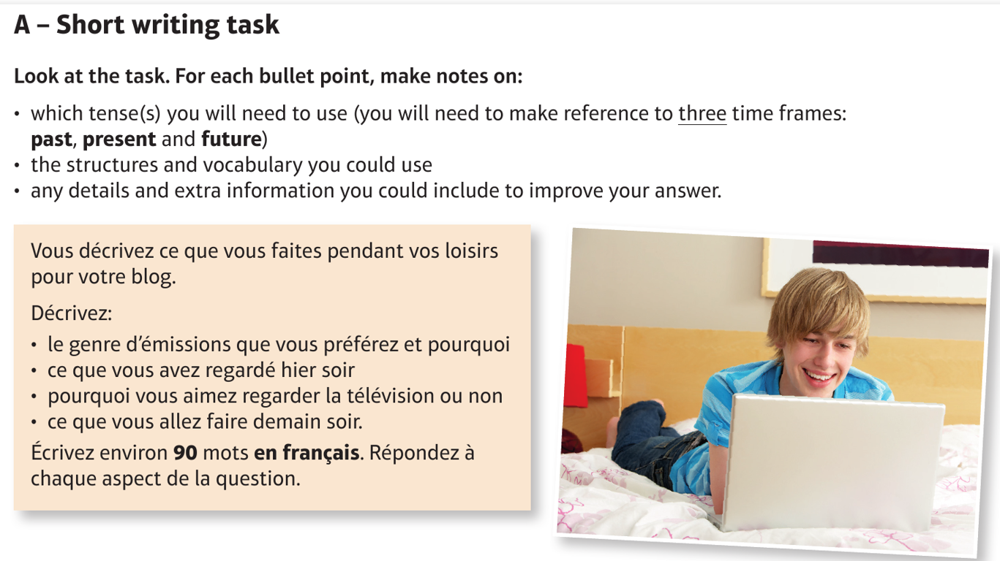 A – Short writing task
Look at the task. For each bullet point, make notes on:
• which tense(s) you will need to use (you will need to make reference to three time frames:
past, present and future)
• the structures and vocabulary you could use
• any details and extra information you could include to improve your answer.
Vous décrivez ce que vous faites pendant vos loisirs
pour votre blog.
Décrivez:
• le genre d’émissions que vous préférez et pourquoi
• ce que vous avez regardé hier soir
• pourquoi vous aimez regarder la télévision ou non
• ce que vous allez faire demain soir.
Écrivez environ 90 mots en français. Répondez à
chaque aspect de la question.